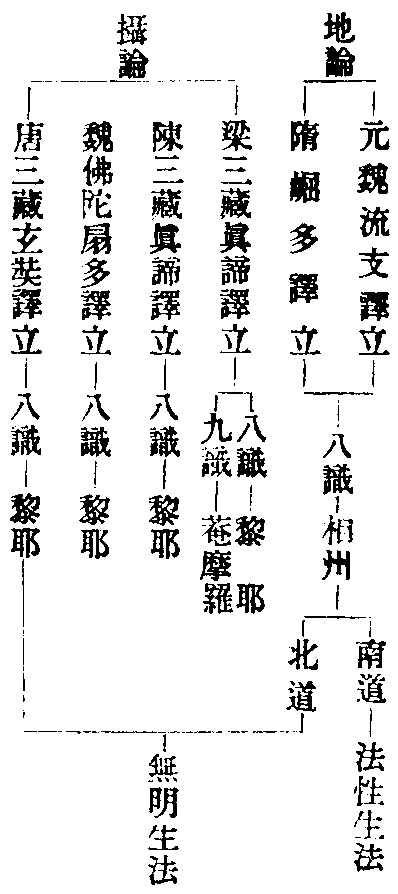 地論
元魏流支譯立
隋崛多譯立
八識
相州
南道
法性生法
北道
攝論
梁三藏眞諦譯立
八識
黎耶
九識
菴摩羅
陳三藏眞諦譯立
八識
黎耶
魏佛陀扇多譯立
八識
黎耶
唐三藏玄奘譯立
八識
黎耶
無明生法